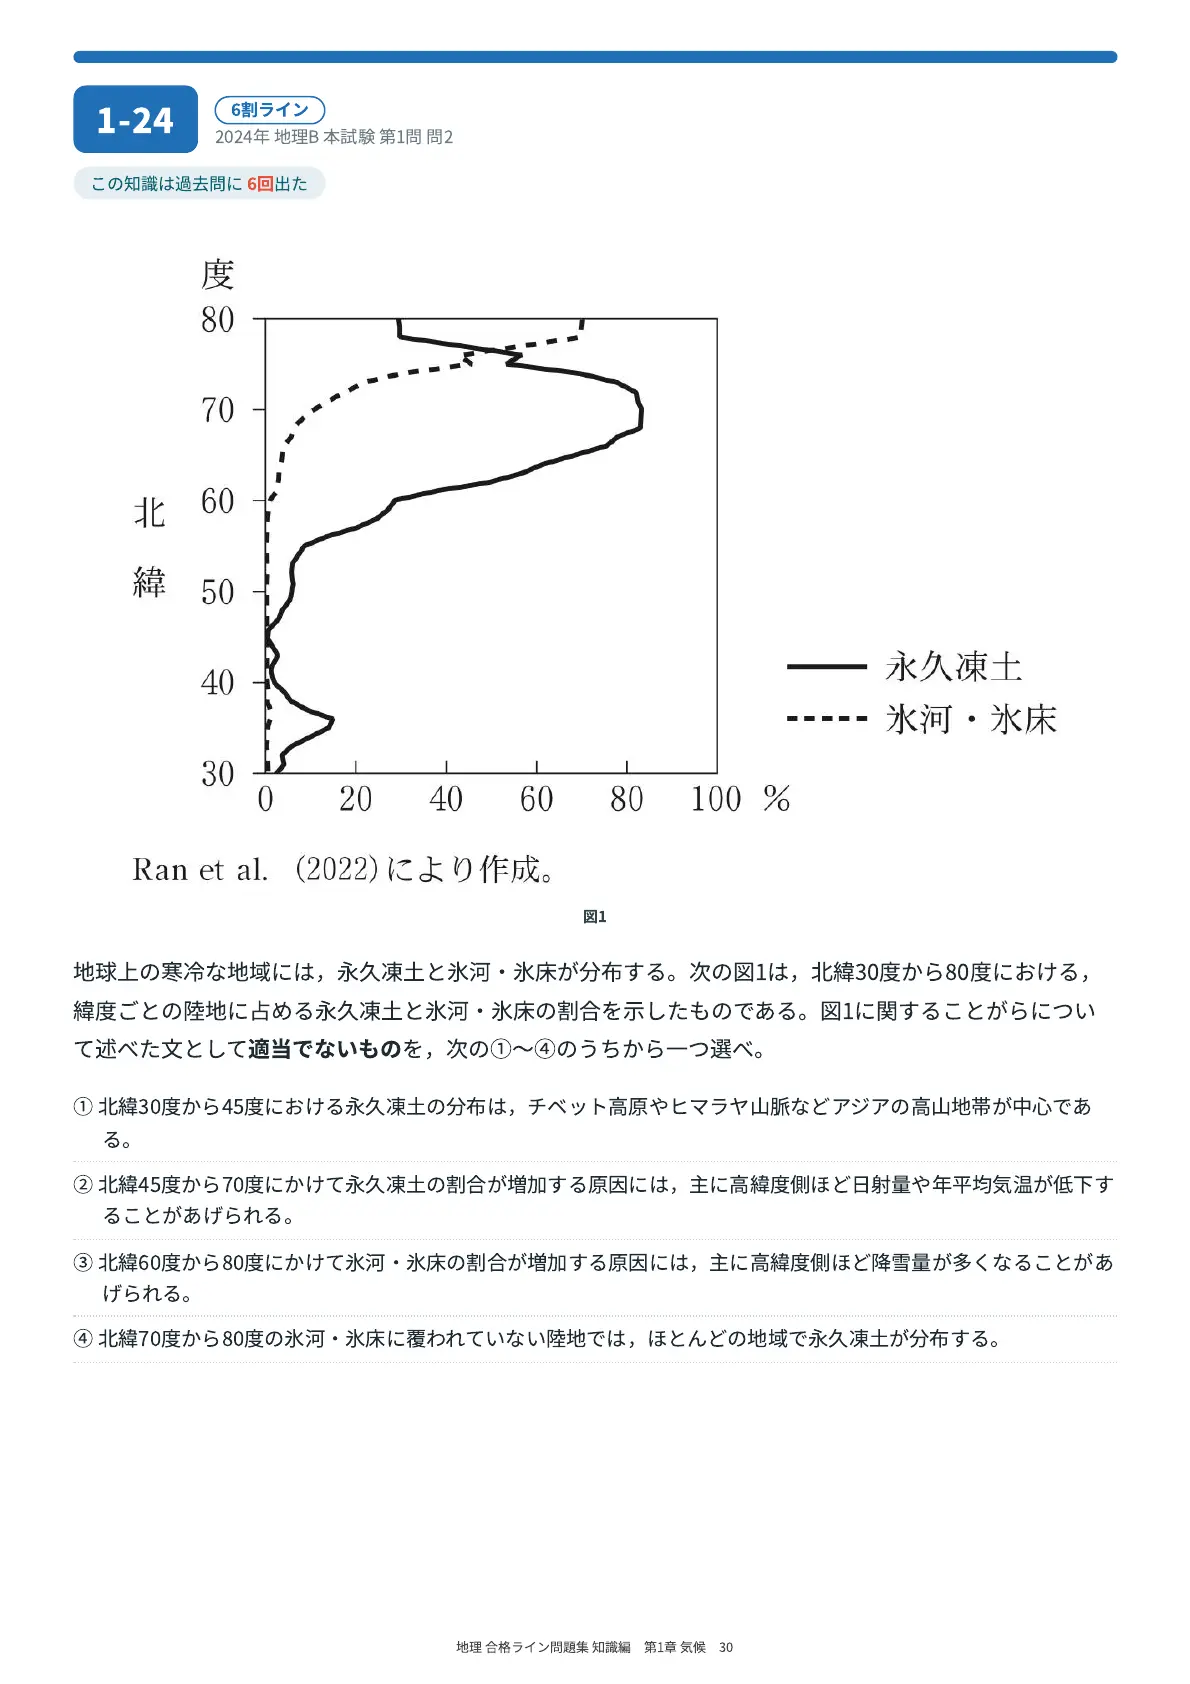 1-24
6割ライン
2024年 地理B 本試験 第1問 問2
この知識は過去問に 6回出た
度
80
70
60
50
40
30
北
緯
0 20 40 60 80 100 %
永久凍土
氷河・氷床
Ran et al. (2022)により作成。
図1
地球上の寒冷な地域には，永久凍土と氷河・氷床が分布する。次の図1は，北緯30度から80度における，
緯度ごとの陸地に占める永久凍土と氷河・氷床の割合を示したものである。図1に関することがらについ
て述べた文として適当でないものを，次の①～④のうちから一つ選べ。
① 北緯30度から45度における永久凍土の分布は，チベット高原やヒマラヤ山脈などアジアの高山地帯が中心であ
る。
② 北緯45度から70度にかけて永久凍土の割合が増加する原因には，主に高緯度側ほど日射量や年平均気温が低下す
ることがあげられる。
③ 北緯60度から80度にかけて氷河・氷床の割合が増加する原因には，主に高緯度側ほど降雪量が多くなることがあ
げられる。
④ 北緯70度から80度の氷河・氷床に覆われていない陸地では，ほとんどの地域で永久凍土が分布する。
地理 合格ライン問題集 知識編 第1章 気候 30